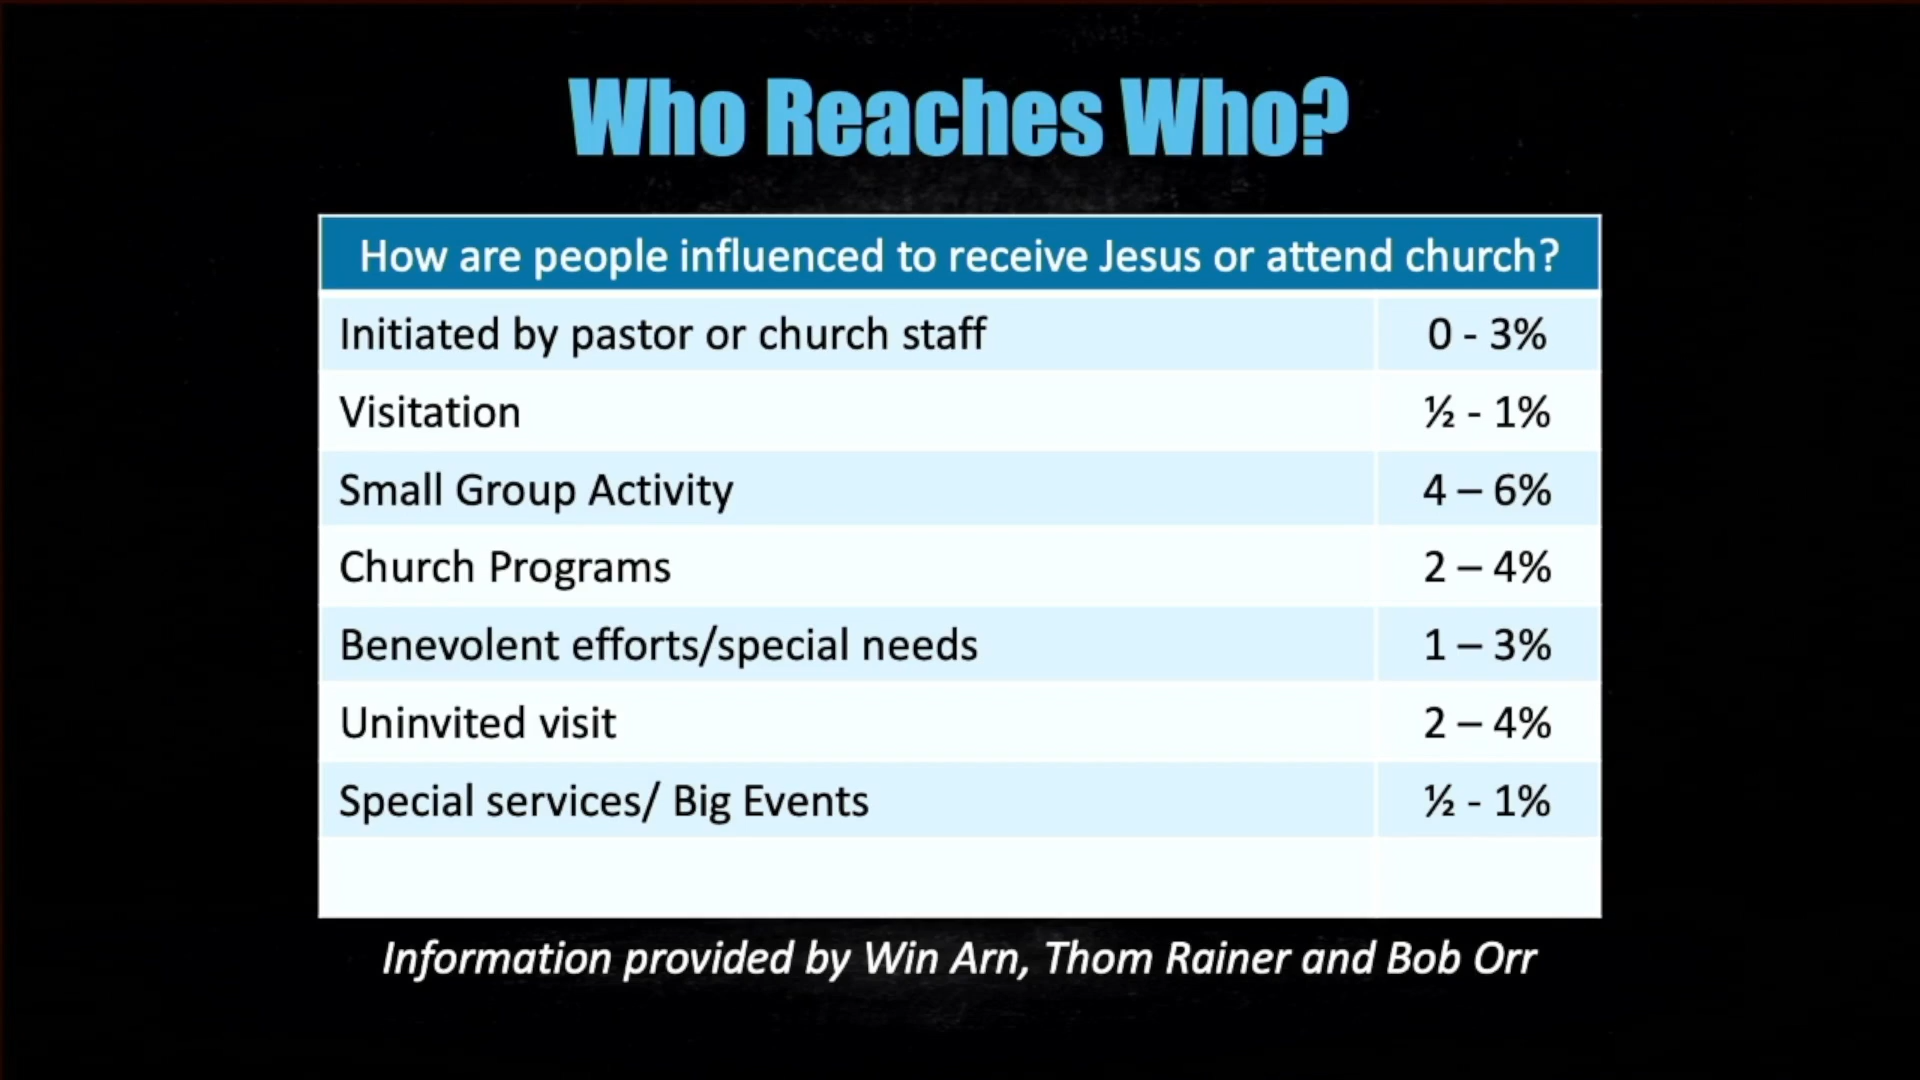 Who Reaches Who?
How are people influenced to receive Jesus or attend church?
Initiated by pastor or church staff 0 - 3%
Visitation ½ - 1%
Small Group Activity 4 – 6%
Church Programs 2 – 4%
Benevolent efforts/special needs 1 – 3%
Uninvited visit 2 – 4%
Special services/ Big Events ½ - 1%
Information provided by Win Arn, Thom Rainer and Bob Orr